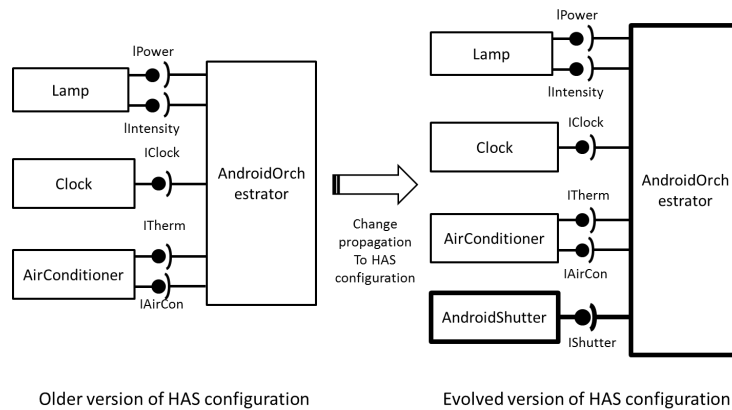 IPower
Lamp
IIntensity
IClock
Clock
AndroidOrch
estrator
ITherm
AirConditioner
IAirCon
Change
propagation
To HAS
configuration
IPower
Lamp
IIntensity
IClock
Clock
AndroidOrch
estrator
ITherm
AirConditioner
IAirCon
AndroidShutter
IShutter
Older version of HAS configuration
Evolved version of HAS configuration